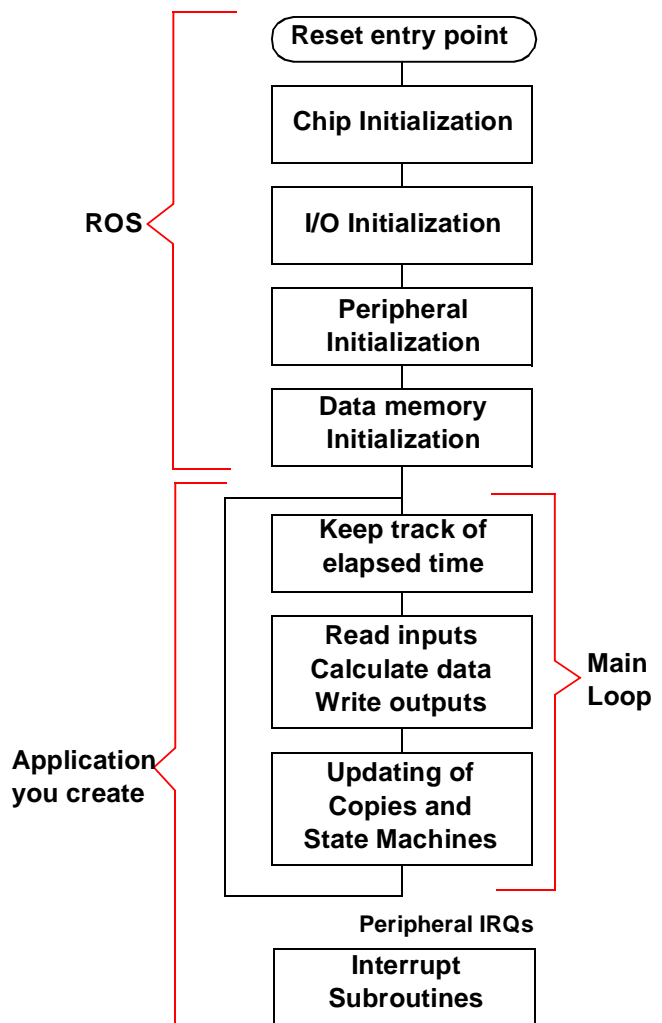 Reset entry point
Chip Initialization
ROS
I/O Initialization
Peripheral
Initialization
Data memory
Initialization
Keep track of
elapsed time
Read inputs
Calculate data
Write outputs
Main
Loop
Application
you create
Updating of
Copies and
State Machines
Peripheral IRQs
Interrupt
Subroutines